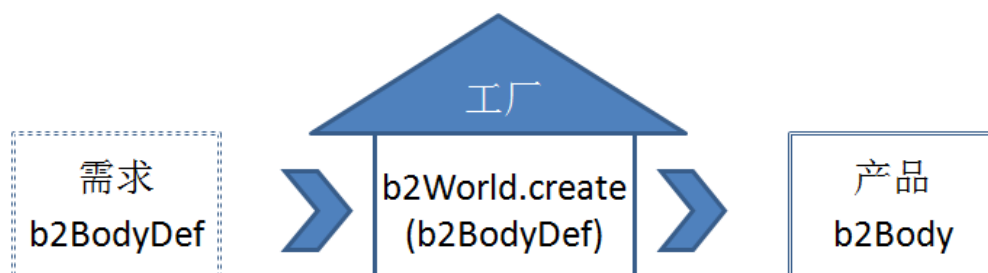 工厂
需求
b2BodyDef
b2World.create
(b2BodyDef)
产品
b2Body